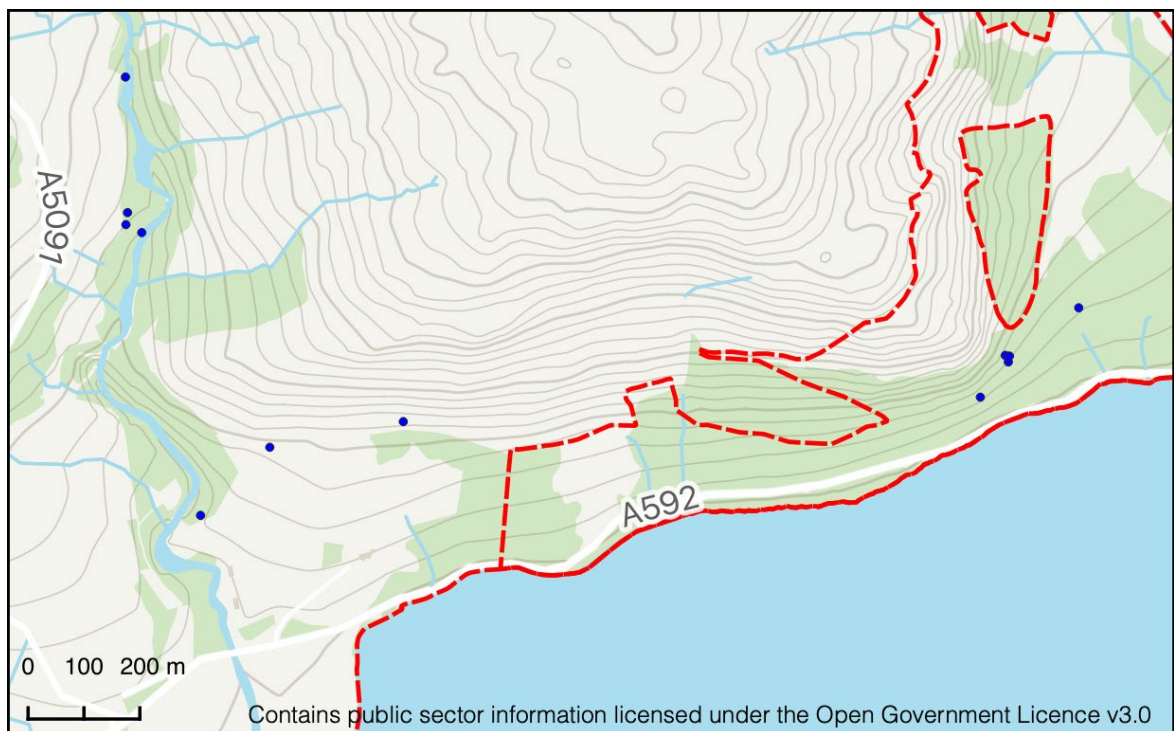 A5091
A592
0 100 200 m
Contains public sector information licensed under the Open Government Licence v3.0